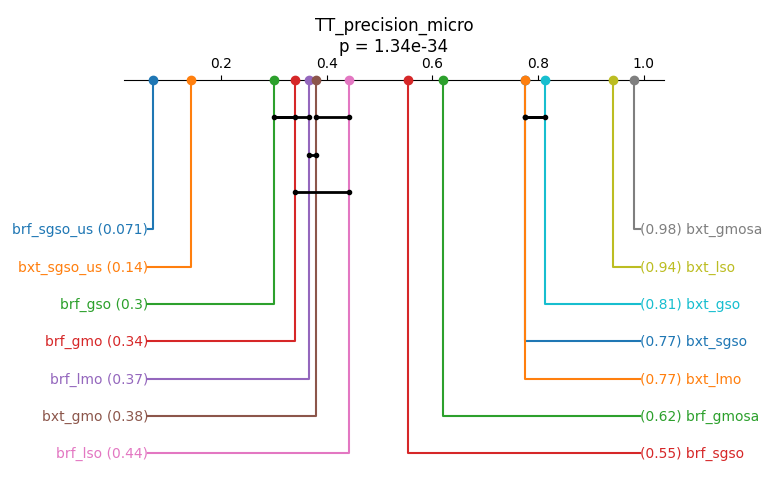 TT_precision_micro
p = 1.34e-34
0.2 0.4 0.6 0.8 1.0
brf_sgso_us (0.071) (0.98) bxt_gmosa
bxt_sgso_us (0.14) (0.94) bxt_lso
brf_gso (0.3) (0.81) bxt_gso
brf_gmo (0.34) (0.77) bxt_sgso
brf_lmo (0.37) (0.77) bxt_lmo
bxt_gmo (0.38) (0.62) brf_gmosa
brf_lso (0.44) (0.55) brf_sgso